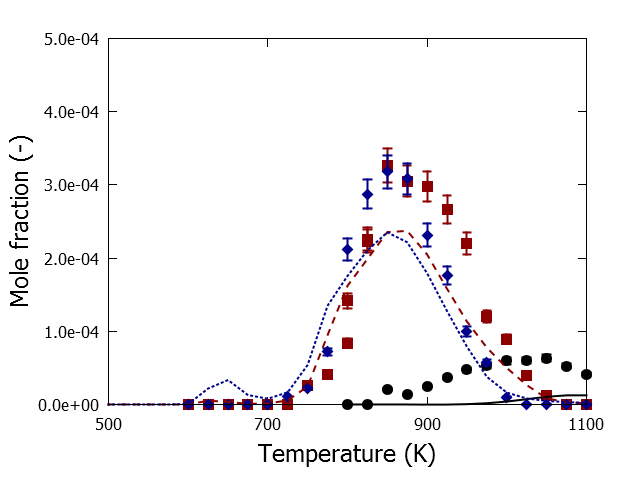 5.0e-04
4.0e-04
3.0e-04
2.0e-04
1.0e-04
0.0e+00
500
700
900
1100
Mole fraction (-)
Temperature (K)